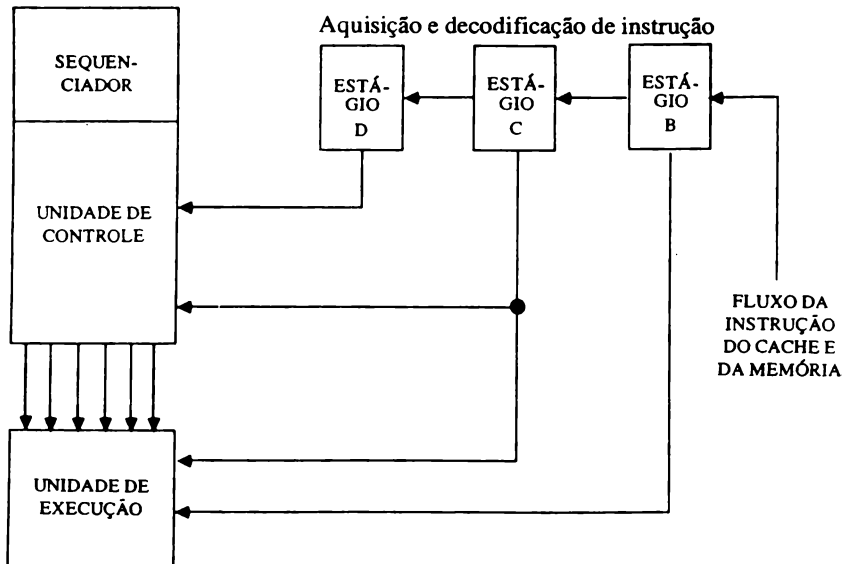 Aquisição e decodificação de instrução
SEQUEN-
CIADOR
ESTÁ-
GIO
D
ESTÁ-
GIO
C
ESTÁ-
GIO
B
UNIDADE DE
CONTROLE
FLUXO DA
INSTRUÇÃO
DO CACHE E
DA MEMÓRIA
UNIDADE DE
EXECUÇÃO